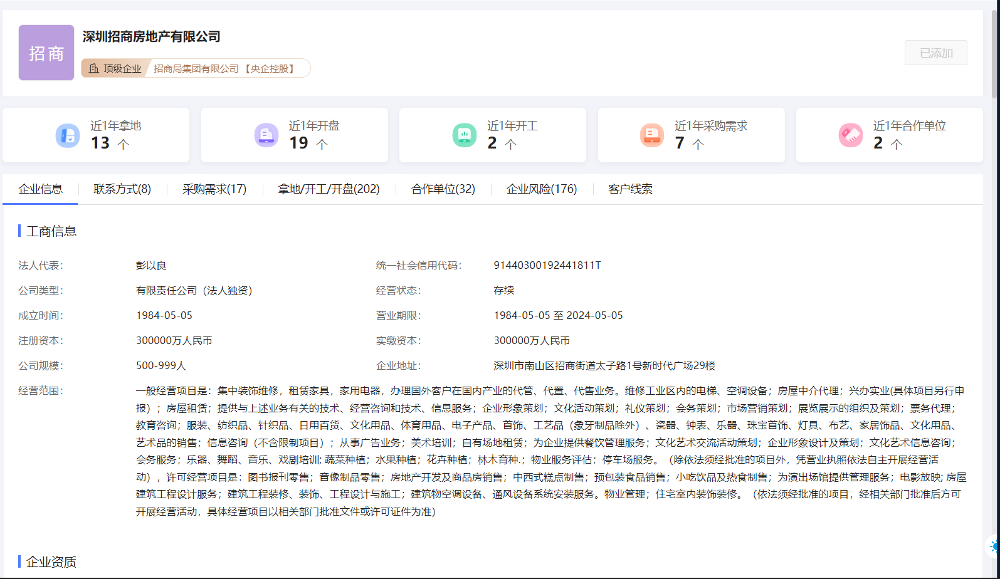 招商
深圳招商房地产有限公司
顶级企业 招商局集团有限公司 【央企控股】
已添加
近1年拿地
13 个
近1年开盘
19 个
近1年开工
2 个
近1年采购需求
7 个
近1年合作单位
2 个
企业信息 联系方式(8) 采购需求(17) 拿地/开工/开盘(202) 合作单位(32) 企业风险(176) 客户线索
工商信息
法人代表： 彭以良 统一社会信用代码： 91440300192441811T
公司类型： 有限责任公司（法人独资） 经营状态： 存续
成立时间： 1984-05-05 营业期限： 1984-05-05 至 2024-05-05
注册资本： 300000万人民币 实缴资本： 300000万人民币
公司规模： 500-999人 企业地址： 深圳市南山区招商街道太子路1号新时代广场29楼
经营范围： 一般经营项目是：集中装饰维修，租赁家具，家用电器，办理国外客户在国内产业的代管、代置、代售业务。维修工业区内的电梯、空调设备；房屋中介代理；兴办实业(具体项目另行申
报）；房屋租赁；提供与上述业务有关的技术、经营咨询和技术、信息服务；企业形象策划；文化活动策划；礼仪策划；会务策划；市场营销策划；展览展示的组织及策划；票务代理；
教育咨询；服装、纺织品、针织品、日用百货、文化用品、体育用品、电子产品、首饰、工艺品（象牙制品除外）、瓷器、钟表、乐器、珠宝首饰、灯具、布艺、家居饰品、文化用品、
艺术品的销售；信息咨询（不含限制项目）；从事广告业务；美术培训；自有场地租赁；为企业提供餐饮管理服务；文化艺术交流活动策划；企业形象设计及策划；文化艺术信息咨询；
会务服务；乐器、舞蹈、音乐、戏剧培训;蔬菜种植；水果种植；花卉种植；林木育种.；物业服务评估；停车场服务。（除依法须经批准的项目外，凭营业执照依法自主开展经营活
动），许可经营项目是：图书报刊零售；音像制品零售；房地产开发及商品房销售；中西式糕点制售；预包装食品销售；小吃饮品及热食制售；为演出场馆提供管理服务；电影放映;房屋
建筑工程设计服务；建筑工程装修、装饰、工程设计与施工；建筑物空调设备、通风设备系统安装服务。物业管理；住宅室内装饰装修。（依法须经批准的项目，经相关部门批准后方可
开展经营活动，具体经营项目以相关部门批准文件或许可证件为准）
企业资质